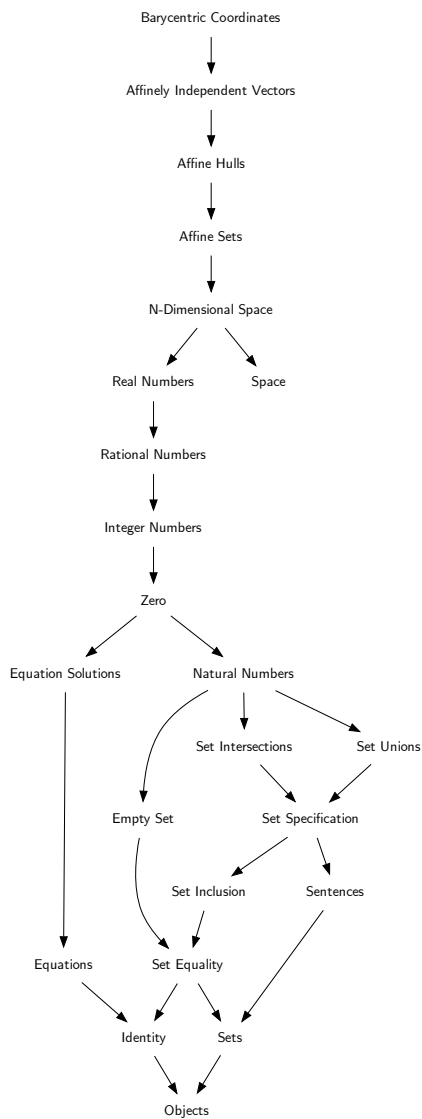 Barycentric Coordinates
Affinely Independent Vectors
Affine Hulls
Affine Sets
N-Dimensional Space
Real Numbers
Space
Rational Numbers
Integer Numbers
Zero
Equation Solutions
Natural Numbers
Set Intersections
Set Unions
Empty Set
Set Specification
Set Inclusion
Sentences
Equations
Set Equality
Identity
Sets
Objects